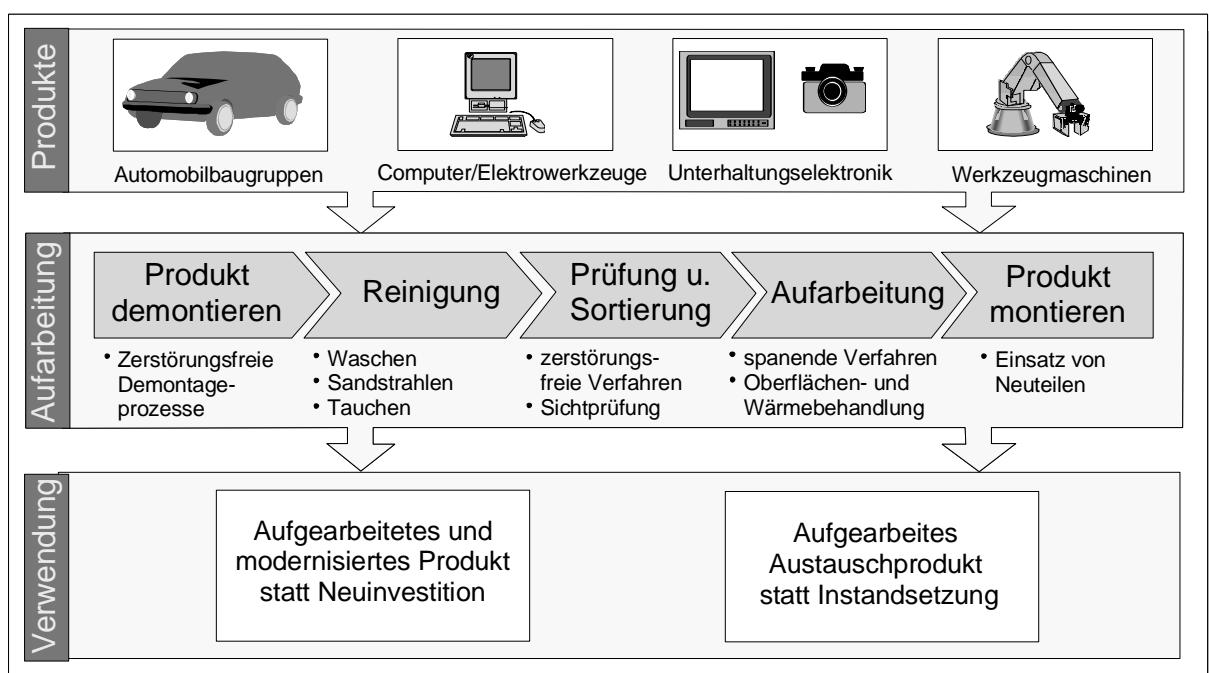 Produkte
Automobilbaugruppen
Computer/Elektrowerkzeuge
Unterhaltungselektronik
Werkzeugmaschinen
Aufarbeitung
Produkt
demontieren
Reinigung
Prüfung u.
Sortierung
Aufarbeitung
Produkt
montieren
• Zerstörungsfreie
Demontage-
prozesse
• Waschen
• Sandstrahlen
• Tauchen
• zerstörungs-
freie Verfahren
• Sichtprüfung
• spanende Verfahren
• Oberflächen- und
Wärmebehandlung
• Einsatz von
Neuteilen
Verwendung
Aufgearbeitetes und
modernisiertes Produkt
statt Neuinvestition
Aufgearbeites
Austauschprodukt
statt Instandsetzung